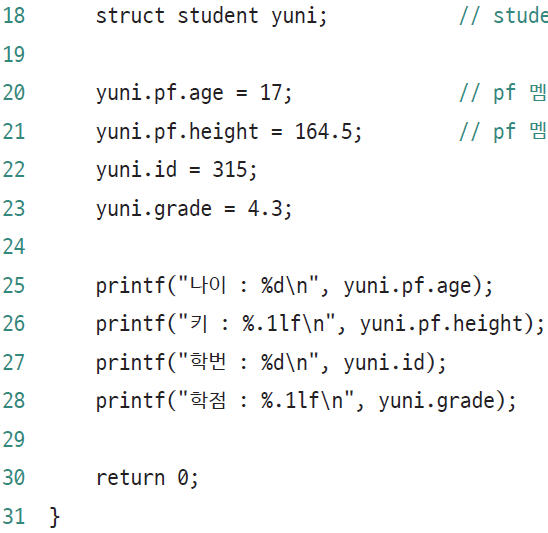 18 struct student yuni; //
19
20 yuni.pf.age = 17; // pf
21 yuni.pf.height = 164.5; // pf
22 yuni.id = 315;
23 yuni.grade = 4.3;
24
25 printf("나이 : %d\n", yuni.pf.age);
26 printf("키 : %.1lf\n", yuni.pf.height);
27 printf("학번 : %d\n", yuni.id);
28 printf("학점 : %.1lf\n", yuni.grade);
29
30 return 0;
31 }